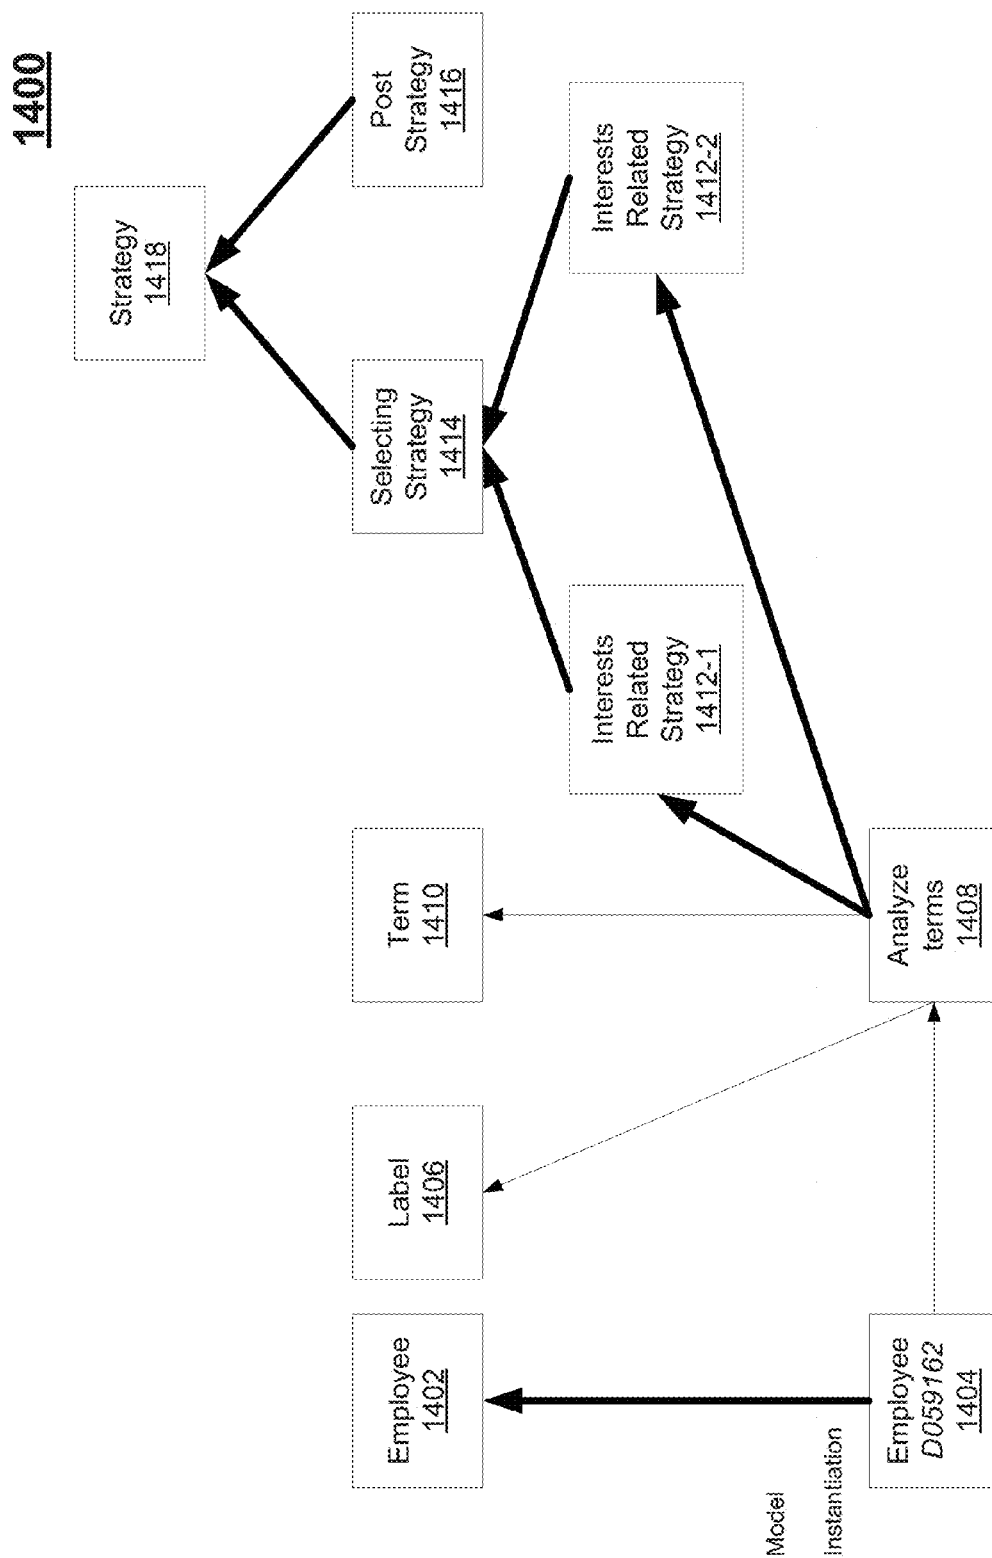 1400
Strategy
1418
Selecting
Strategy
1414
Post
Strategy
1416
Employee
1402
Label
1406
Term
1410
Interests
Related
Strategy
1412-1
Interests
Related
Strategy
1412-2
Model
Instantiation
Employee
D059162
1404
Analyze
terms
1408